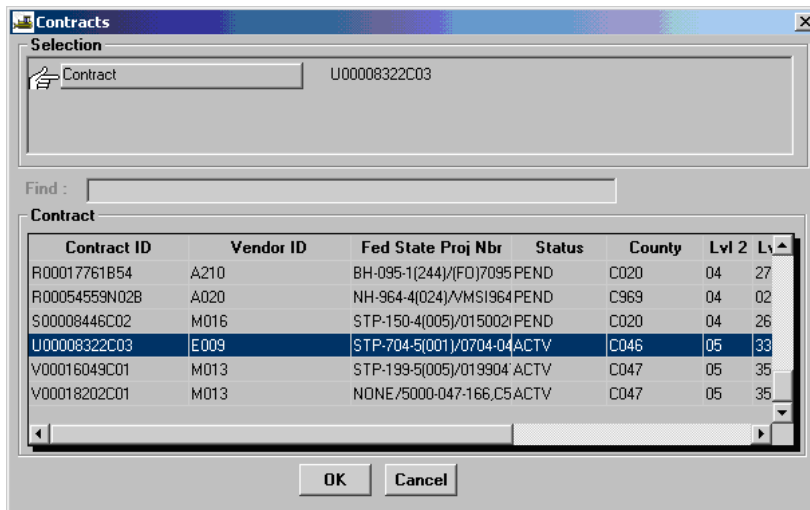 Contracts
Selection
Contract U00008322C03
Find :
Contract
Contract ID Vendor ID Fed State Proj Nbr Status County Lvl 2
R00017761B54 A210 BH-095-1(244)/(FO)7095 PEND C020 04 27
R00054559N02B A020 NH-964-4(024)/VMSI964 PEND C969 04 02
S00008446C02 M016 STP-150-4(005)/015002 PEND C020 04 26
U00008322C03 E009 STP-704-5(001)/0704-04 ACTV C046 05 33
V00016049C01 M013 STP-199-5(005)/019904 ACTV C047 05 35
V00018202C01 M013 NONE/5000-047-166,C5 ACTV C047 05 35
OK Cancel